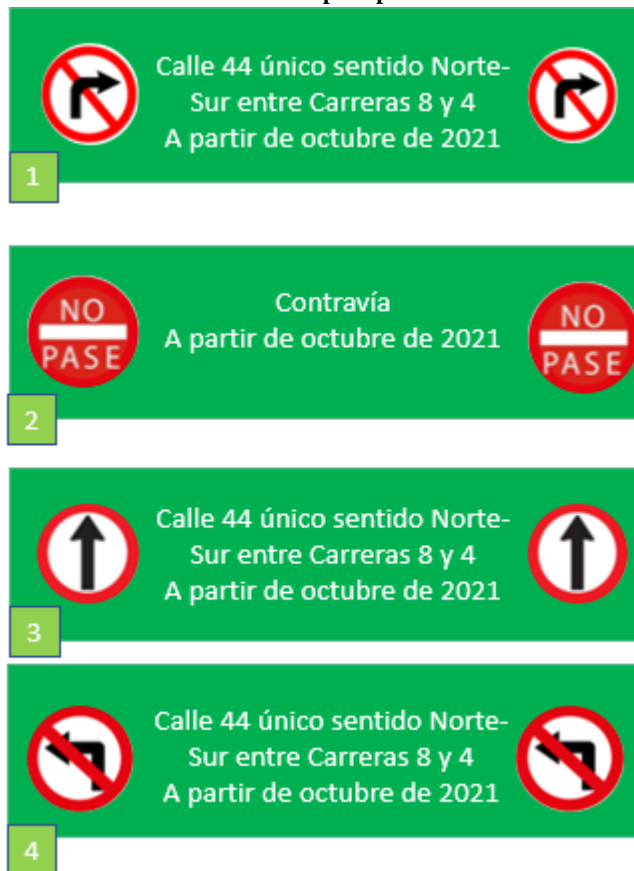 Calle 44 único sentido Norte-
Sur entre Carreras 8 y 4
A partir de octubre de 2021
1
NO
PASE
Contravía
A partir de octubre de 2021
NO
PASE
2
Calle 44 único sentido Norte-
Sur entre Carreras 8 y 4
A partir de octubre de 2021
3
Calle 44 único sentido Norte-
Sur entre Carreras 8 y 4
A partir de octubre de 2021
4